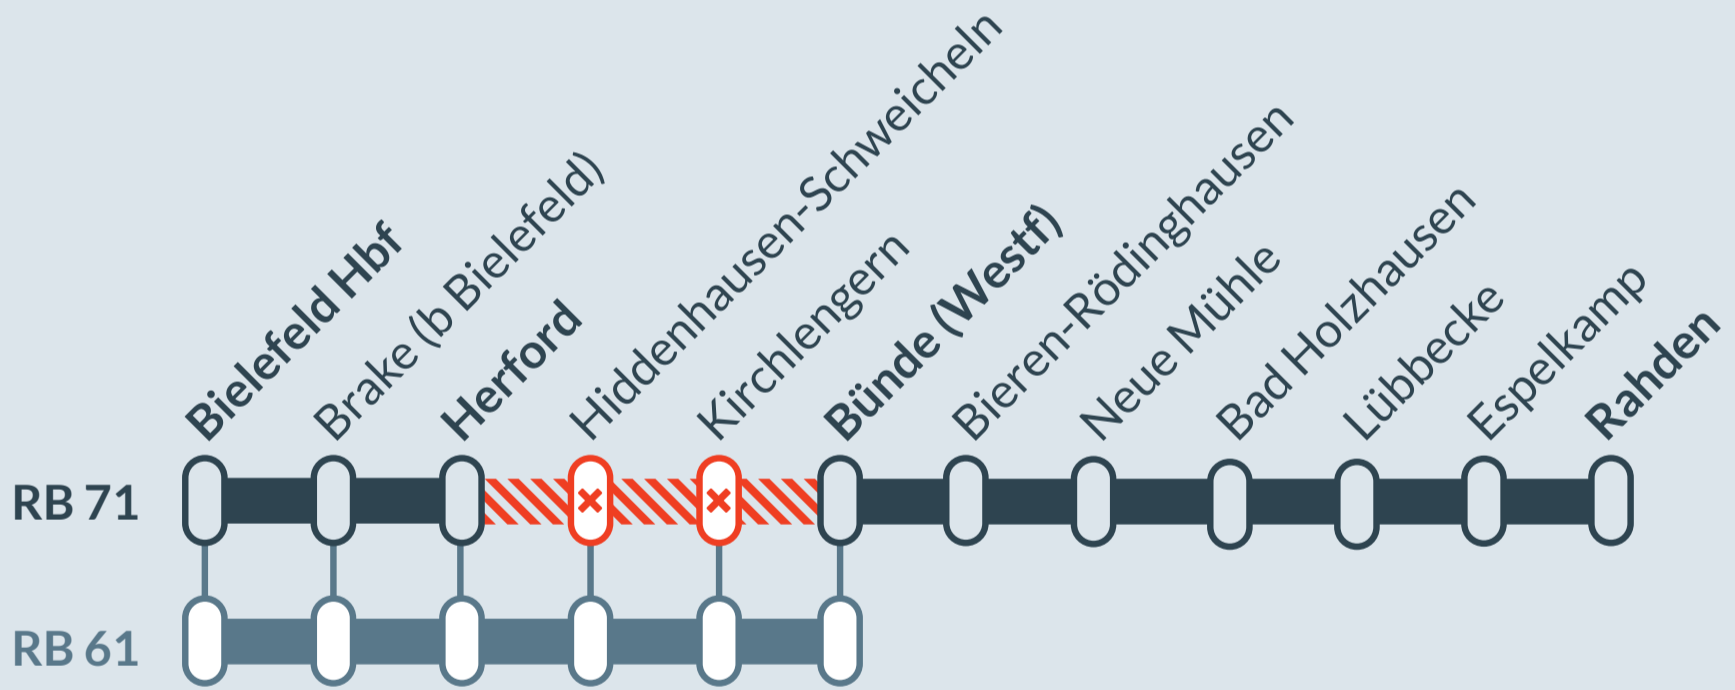 Bielefeld Hbf
Brake (b Bielefeld)
Herford
Hiddenhausen-Schweicheln
Kirchlengern
Bünde (Westf)
Bieren-Rödinghausen
Neue Mühle
Bad Holzhausen
Lübbecke
Espelkamp
Rahden
RB 71
RB 61